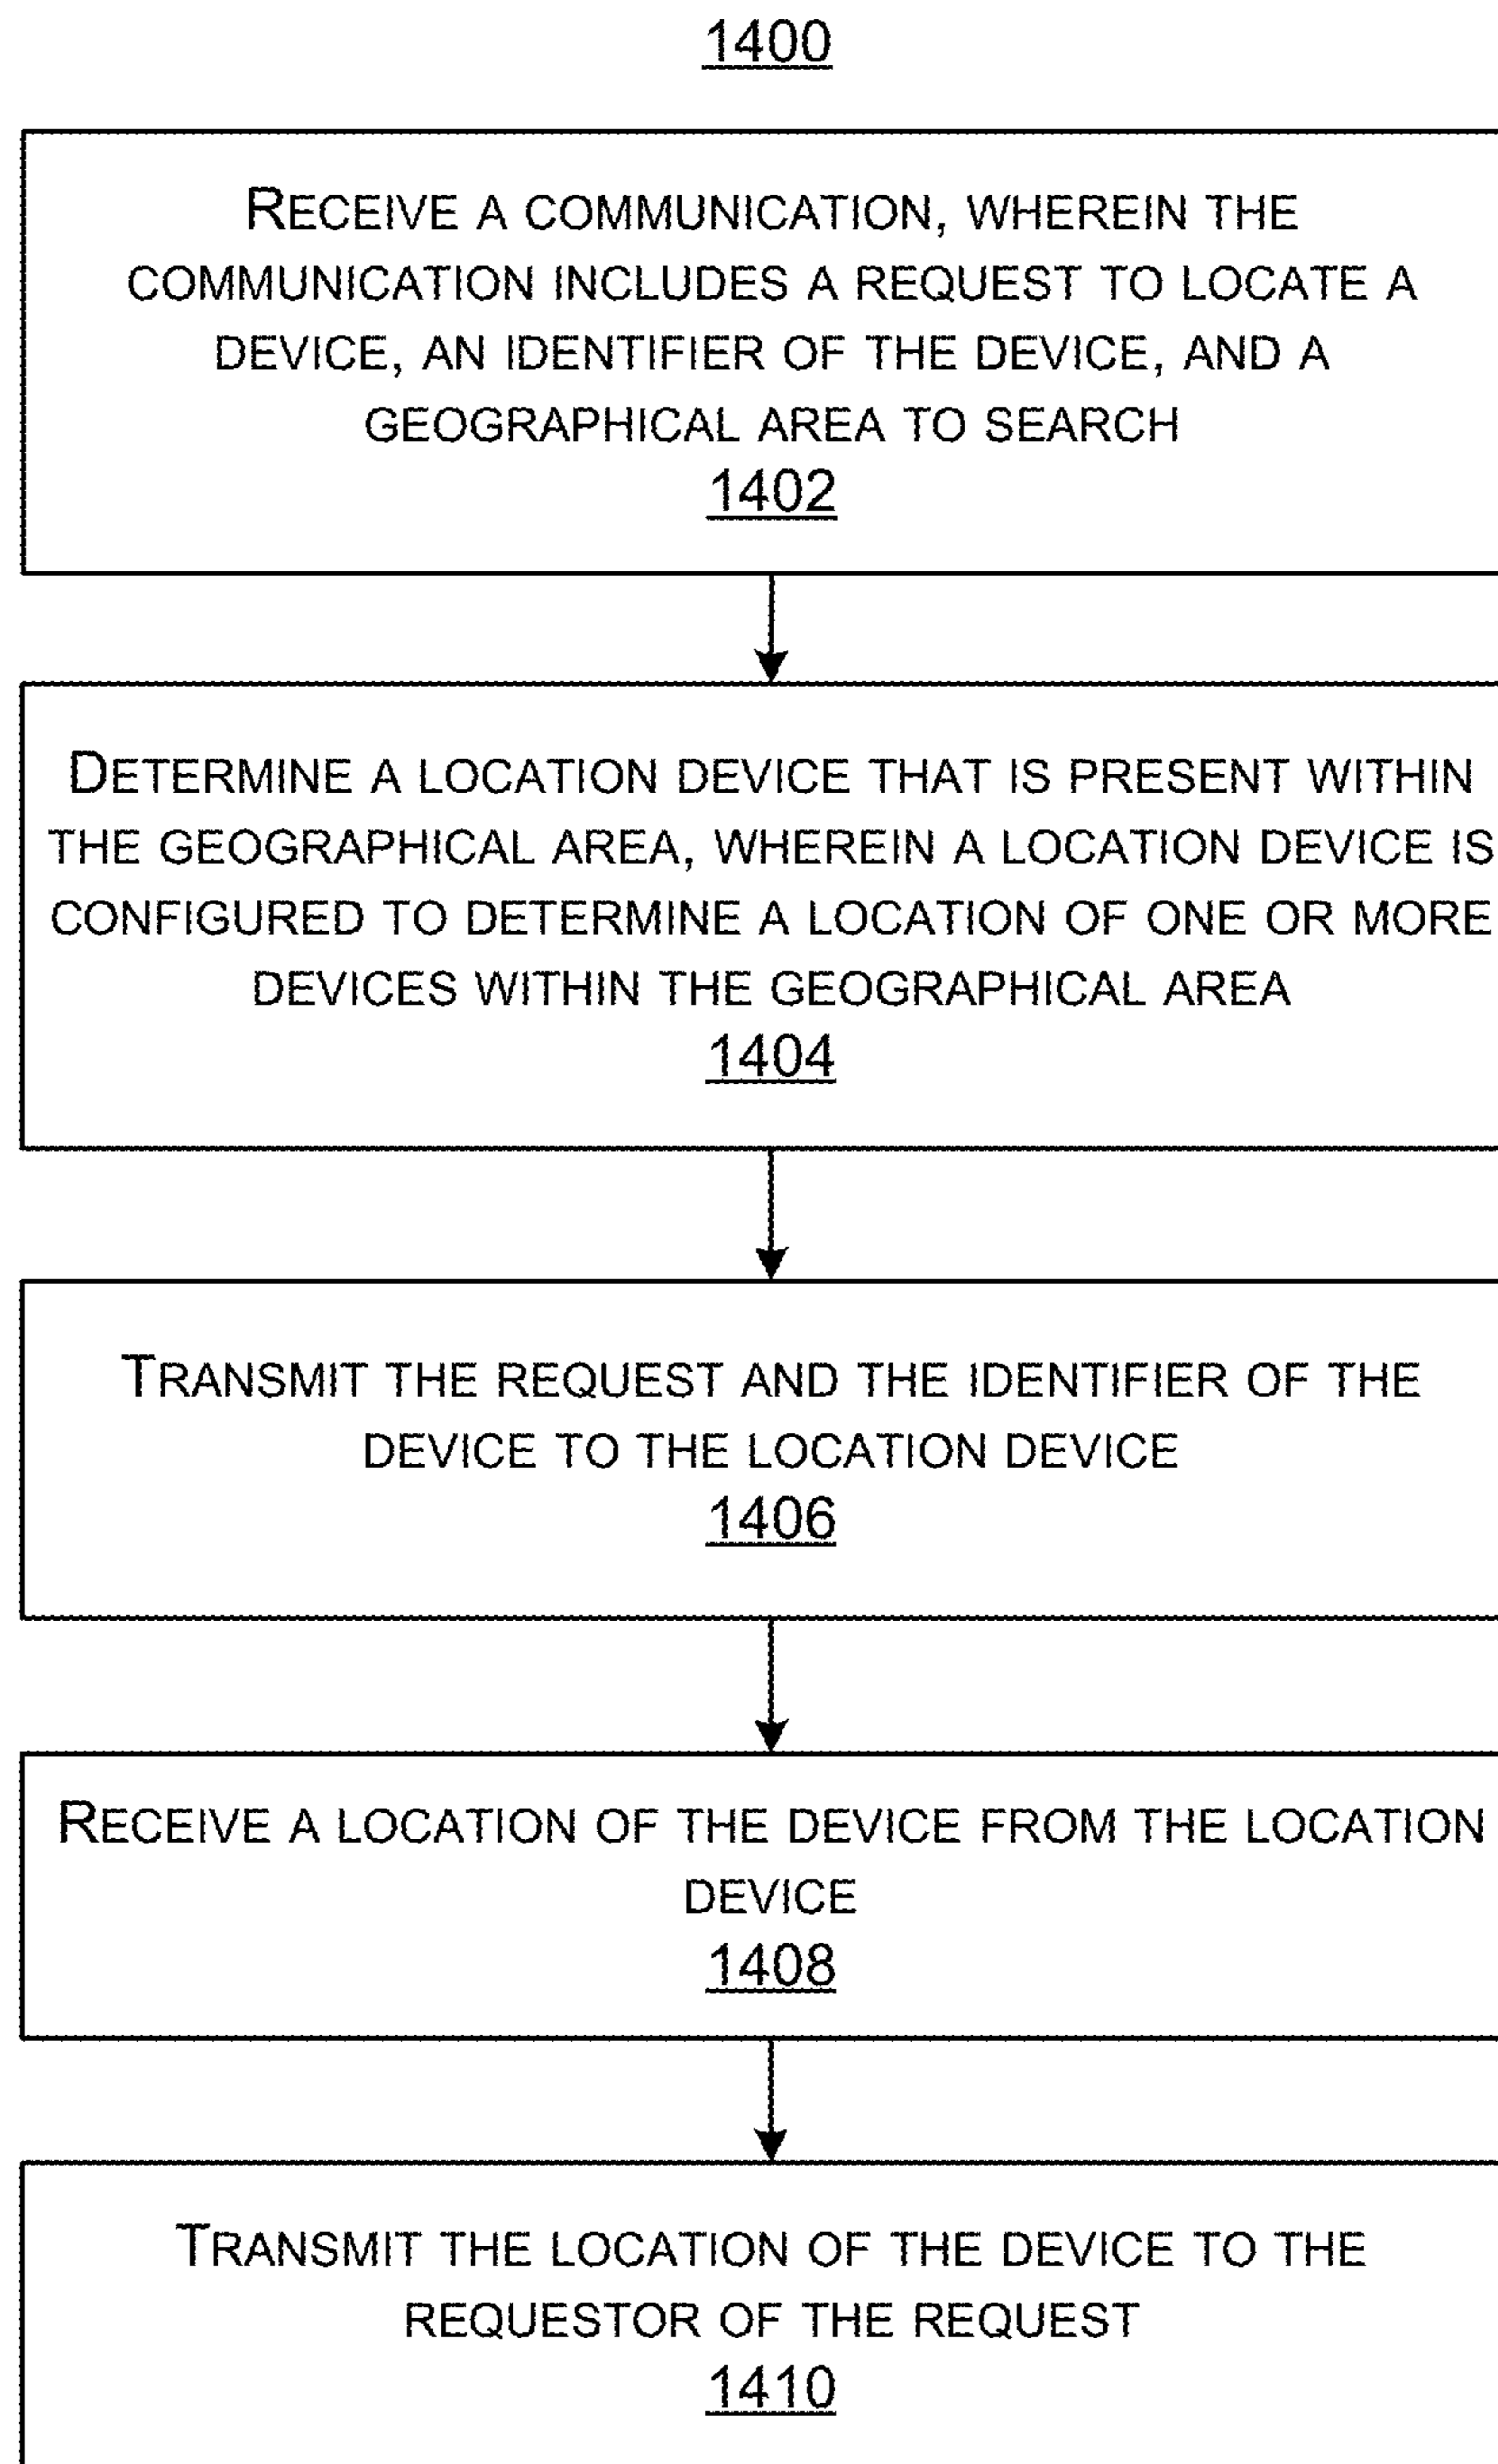 1400
RECEIVE A COMMUNICATION, WHEREIN THE
COMMUNICATION INCLUDES A REQUEST TO LOCATE A
DEVICE, AN IDENTIFIER OF THE DEVICE, AND A
GEOGRAPHICAL AREA TO SEARCH
1402
DETERMINE A LOCATION DEVICE THAT IS PRESENT WITHIN
THE GEOGRAPHICAL AREA, WHEREIN A LOCATION DEVICE IS
CONFIGURED TO DETERMINE A LOCATION OF ONE OR MORE
DEVICES WITHIN THE GEOGRAPHICAL AREA
1404
TRANSMIT THE REQUEST AND THE IDENTIFIER OF THE
DEVICE TO THE LOCATION DEVICE
1406
RECEIVE A LOCATION OF THE DEVICE FROM THE LOCATION
DEVICE
1408
TRANSMIT THE LOCATION OF THE DEVICE TO THE
REQUESTOR OF THE REQUEST
1410